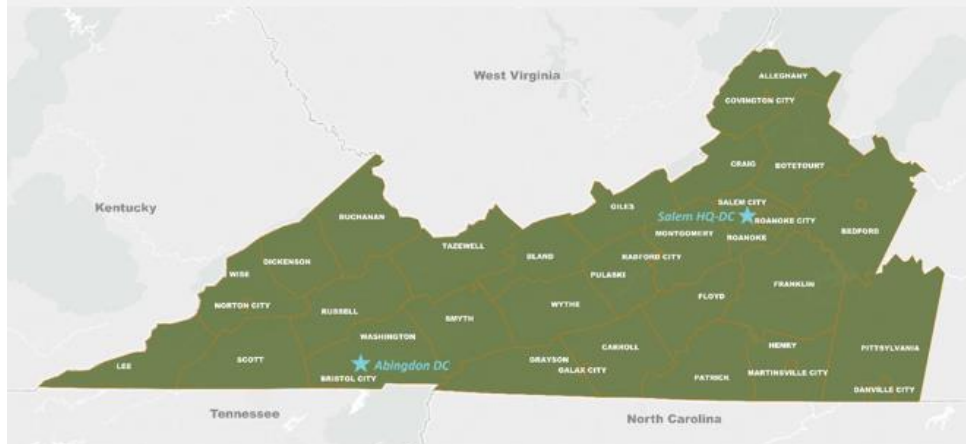 ALLEGHANY
West Virginia
COVINGTON CITY
CRAIG
BOTETOURT
Kentucky
BUCHANAN
GILES
SALEM CITY
Salem HQ-DC
ROANOKE CITY
MONTGOMERY
ROANOKE
BEDFORD
TAZEWELL
BLAND
RADFORD CITY
DICKENSON
WISE
PULASKI
FRANKLIN
FLOYD
NORTON CITY
RUSSELL
WYTHE
SMYTH
WASHINGTON
CARROLL
HENRY
PITTSYLVANIA
SCOTT
GRAYSON
LEE
Abingdon DC
GALAX CITY
MARTINSVILLE CITY
BRISTOL CITY
PATRICK
DANVILLE CITY
Tennessee
North Carolina